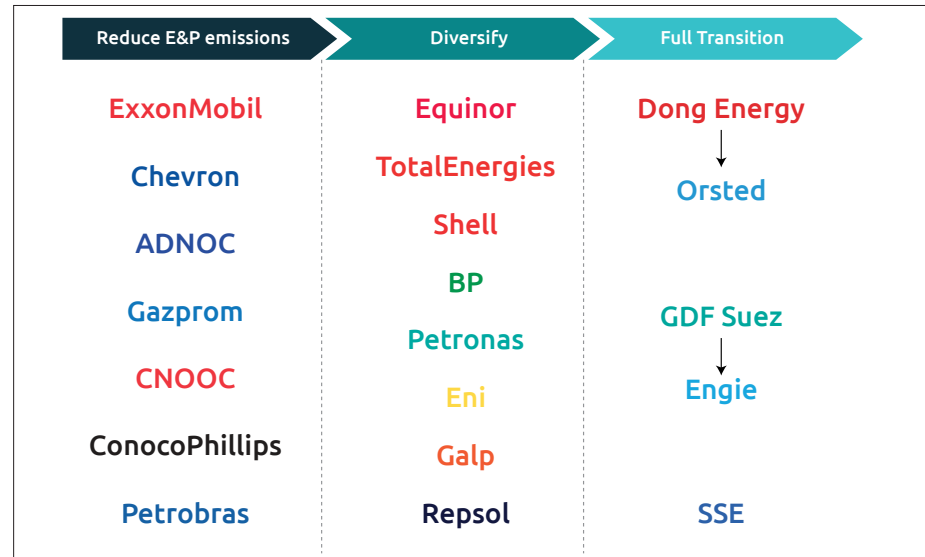 Reduce E&P emissions
Diversify
Full Transition
ExxonMobil
Chevron
ADNOC
Gazprom
CNOOC
ConocoPhillips
Petrobras
Equinor
TotalEnergies
Shell
BP
Petronas
Eni
Galp
Repsol
Dong Energy
Orsted
GDF Suez
Engie
SSE